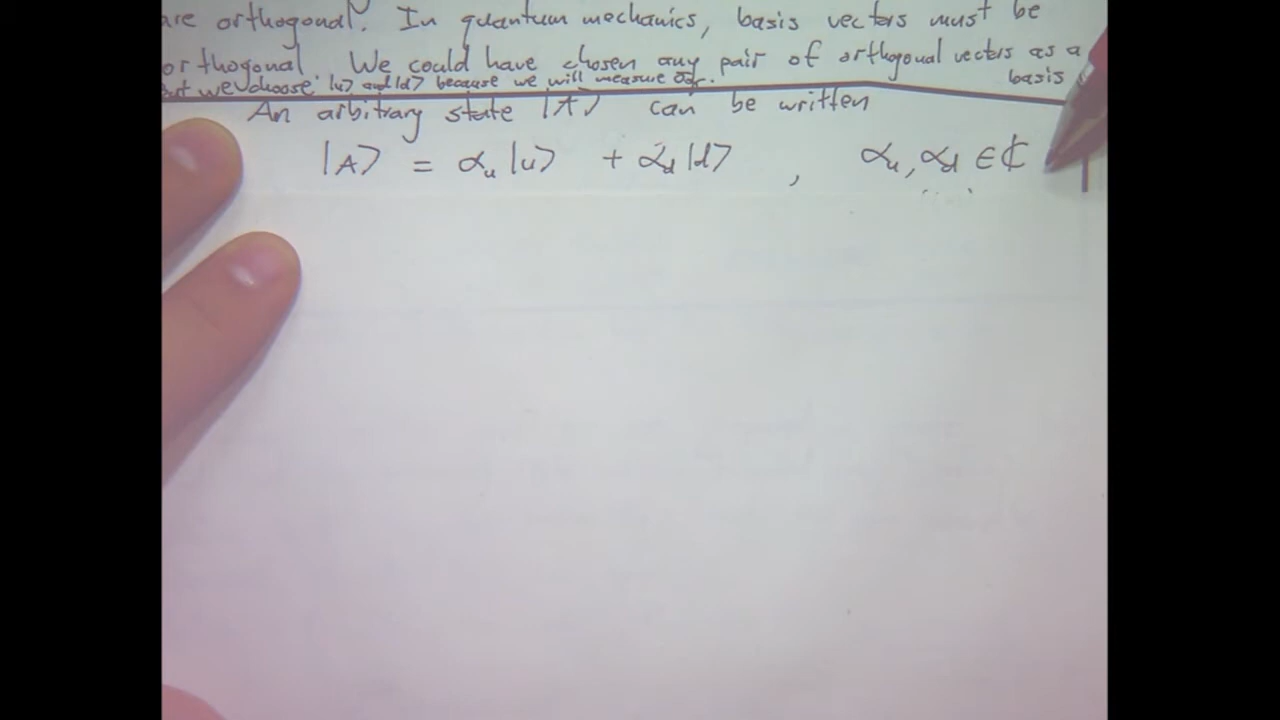 are orthogonal. In quantum mechanics, basis vectors must be
orthogonal. We could have chosen any pair of orthogonal vectors as a
basis
but we choose |u⟩ and |d⟩ because we will measure
An arbitrary state |A⟩ can be written
|A⟩ = α_u |u⟩ + α_d |d⟩ , α_u, α_d ∈ ℂ